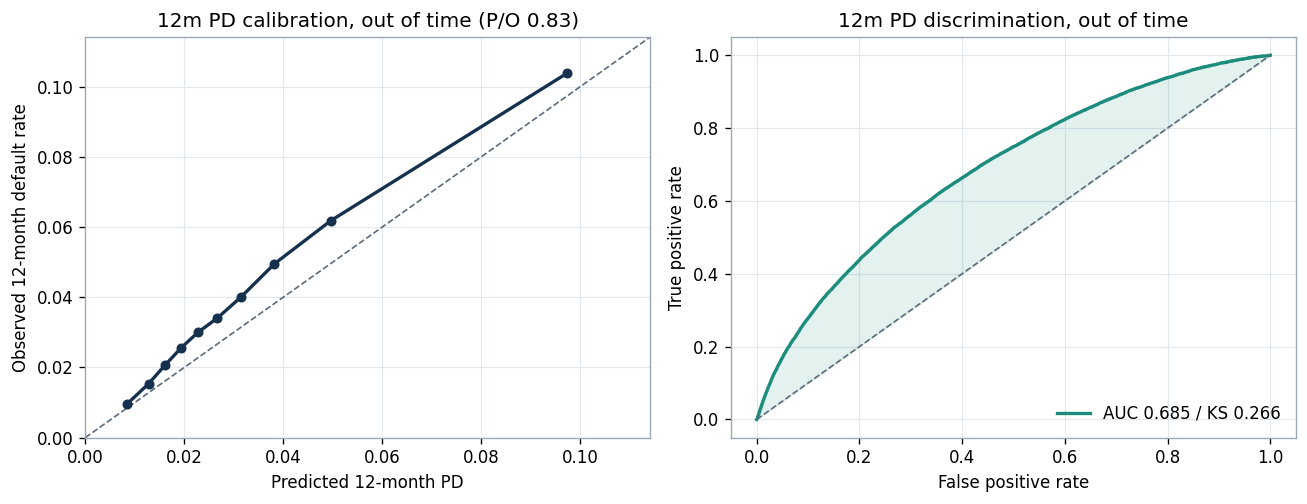 12m PD calibration, out of time (P/O 0.83)
Observed 12-month default rate
0.10
0.08
0.06
0.04
0.02
0.00
0.00 0.02 0.04 0.06 0.08 0.10
Predicted 12-month PD
12m PD discrimination, out of time
True positive rate
1.0
0.8
0.6
0.4
0.2
0.0
AUC 0.685 / KS 0.266
0.0 0.2 0.4 0.6 0.8 1.0
False positive rate